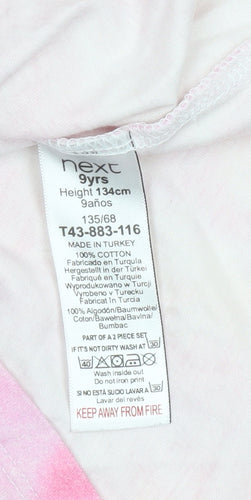 next
9yrs
Height 134cm
9años
135/68
T43-883-116
MADE IN TURKEY
100% COTTON
Fabricado en Turquía
Hergestellt in der Türkei
Fabriqué en Turquie
Wyprodukowano w Turcji
Vyrobeno v Turecku
Fabricat în Turcia
100% Algodón/Baumwolle/
Coton/Bawełna/Bavlna/
Bumbac
PART OF A 2 PIECE SET
IF IT'S NOT DIRTY WASH AT 30
40
Wash inside out
Do not iron print
SI NO ESTÁ SUCIO LAVAR A 30
Lavar del revés
KEEP AWAY FROM FIRE